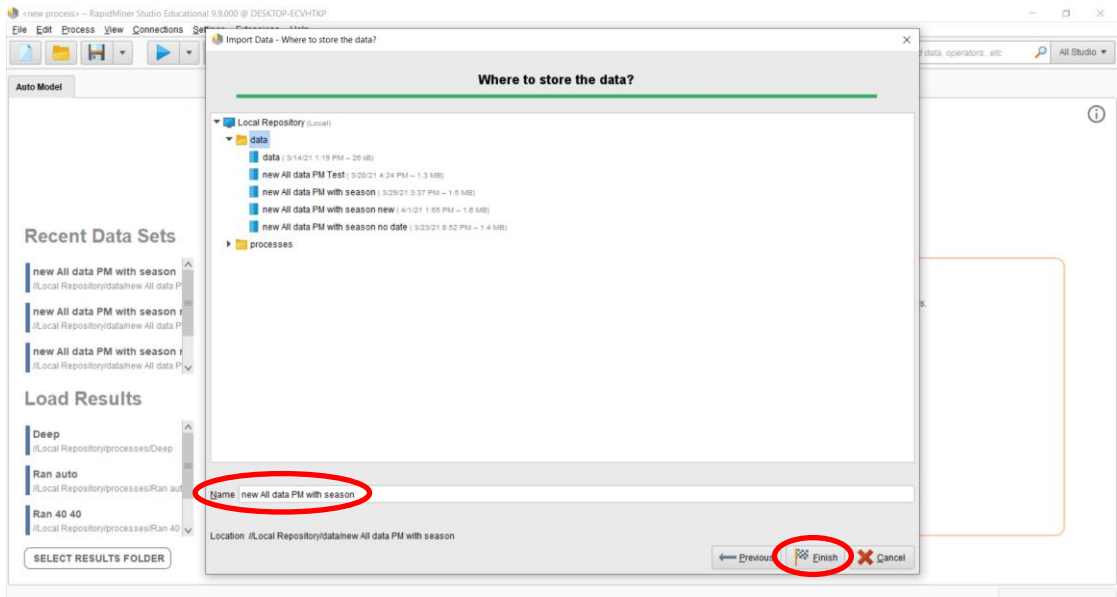 <new process> – RapidMiner Studio Educational 9.9.000 @ DESKTOP-ECVHTKP
File Edit Process View Connections
Import Data - Where to store the data?
data, operators...etc
All Studio
Auto Model
Where to store the data?
Local Repository (Local)
data
data ( 3/14/21 1:19 PM – 26 kB)
new All data PM Test ( 3/20/21 4:24 PM – 1.3 MB)
new All data PM with season ( 3/29/21 3:37 PM – 1.5 MB)
new All data PM with season new ( 4/1/21 1:55 PM – 1.6 MB)
new All data PM with season no date ( 3/23/21 8:52 PM – 1.4 MB)
processes
Recent Data Sets
new All data PM with season
//Local Repository/data/new All data P
new All data PM with season
//Local Repository/data/new All data P
new All data PM with season
//Local Repository/data/new All data P
Load Results
Deep
//Local Repository/processes/Deep
Ran auto
//Local Repository/processes/Ran aut
Ran 40 40
//Local Repository/processes/Ran 40
SELECT RESULTS FOLDER
s.
Name new All data PM with season
Location //Local Repository/data/new All data PM with season
Previous Finish Cancel